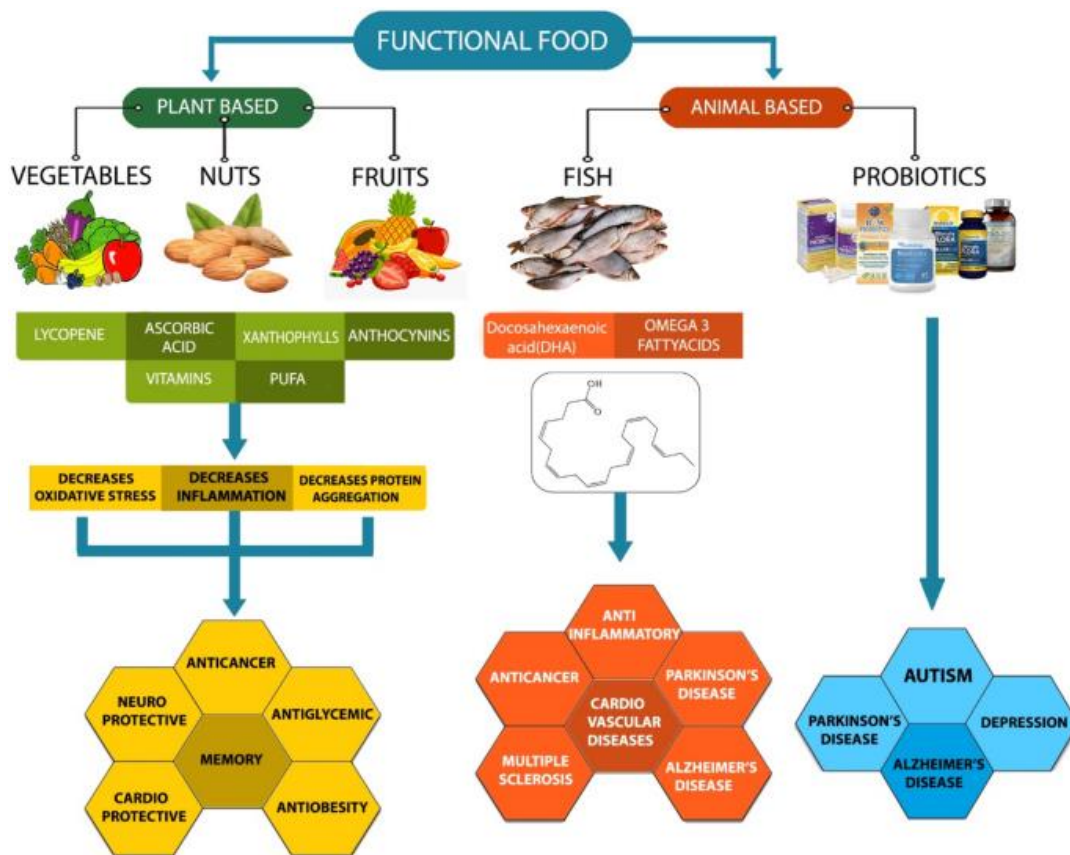 FUNCTIONAL FOOD
PLANT BASED
ANIMAL BASED
VEGETABLES
NUTS
FRUITS
FISH
PROBIOTICS
LYCOPENE
ASCORBIC
ACID
XANTHOPHYLLS
ANTHOCYNINS
VITAMINS
PUFA
Docosahexaenoic
acid(DHA)
OMEGA 3
FATTYACIDS
OH
O
DECREASES
OXIDATIVE STRESS
DECREASES
INFLAMMATION
DECREASES PROTEIN
AGGREGATION
ANTICANCER
NEURO
PROTECTIVE
ANTIGLYCEMIC
MEMORY
CARDIO
PROTECTIVE
ANTIOBESITY
ANTI
INFLAMMATORY
ANTICANCER
PARKINSON'S
DISEASE
CARDIO
VASCULAR
DISEASES
MULTIPLE
SCLEROSIS
ALZHEIMER'S
DISEASE
AUTISM
PARKINSON'S
DISEASE
DEPRESSION
ALZHEIMER'S
DISEASE